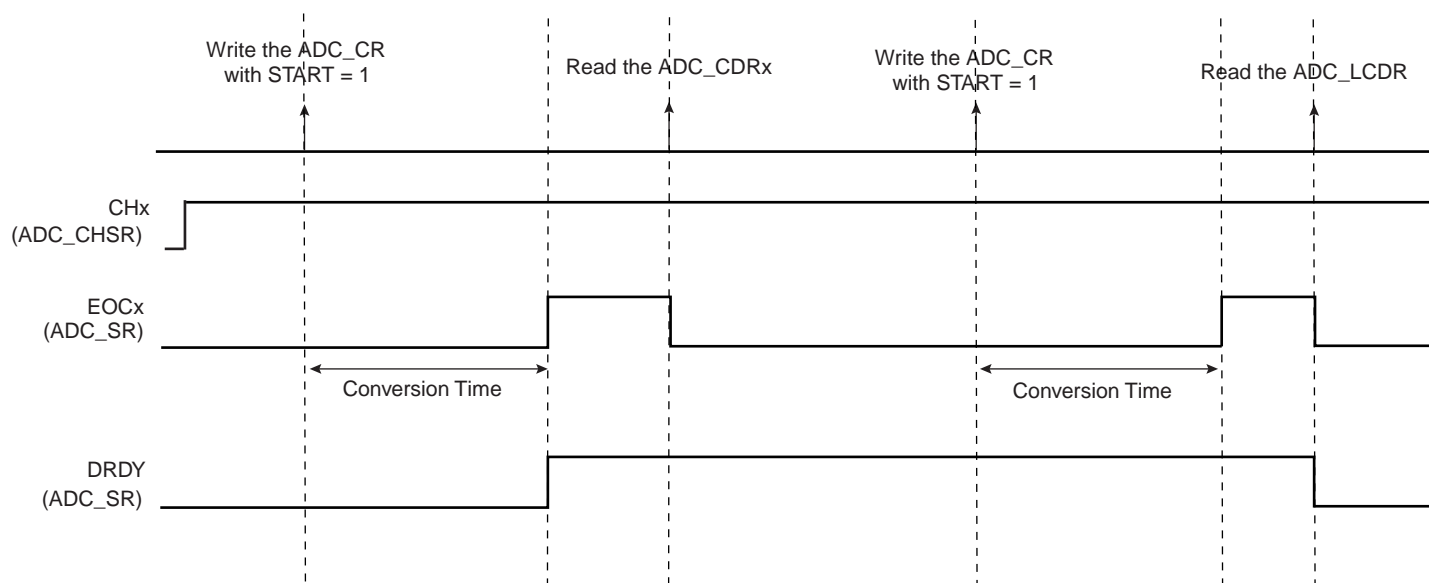 Write the ADC_CR
with START = 1
Read the ADC_CDRx
Write the ADC_CR
with START = 1
Read the ADC_LCDR
CHx
(ADC_CHSR)
EOCx
(ADC_SR)
Conversion Time
Conversion Time
DRDY
(ADC_SR)